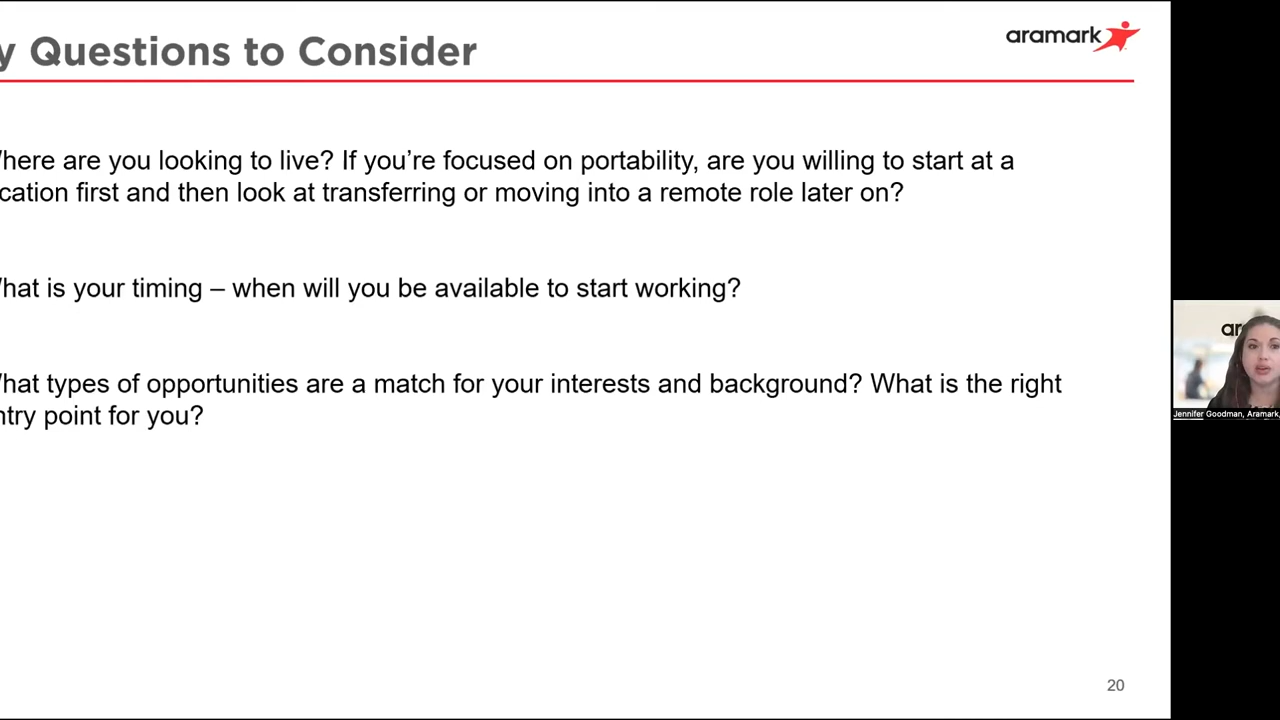 y Questions to Consider
aramark
here are you looking to live? If you're focused on portability, are you willing to start at a
cation first and then look at transferring or moving into a remote role later on?
hat is your timing – when will you be available to start working?
hat types of opportunities are a match for your interests and background? What is the right
ntry point for you?
ar
Jennifer Goodman, Aramark,
20